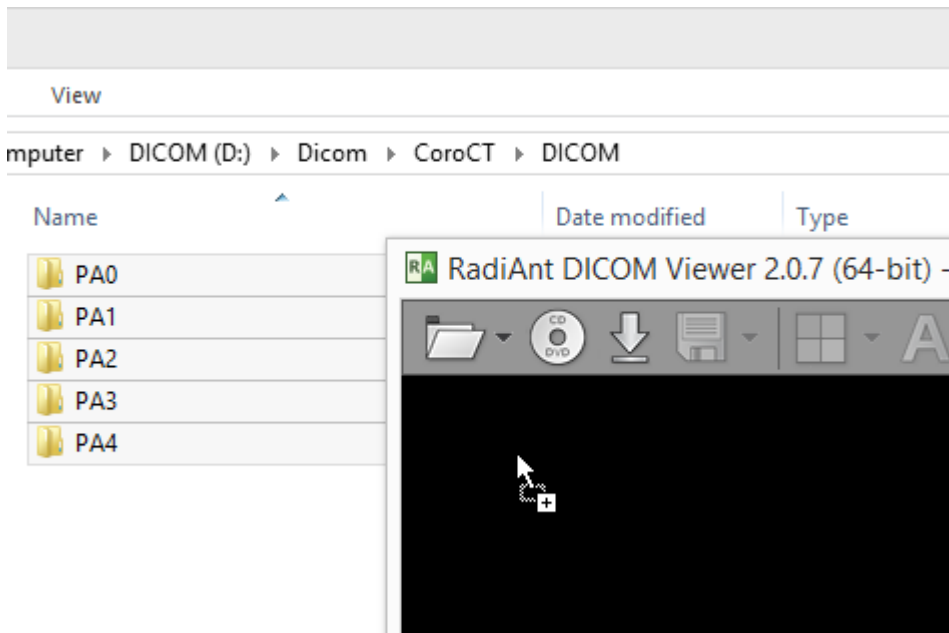 View
mputer ▸ DICOM (D:) ▸ Dicom ▸ CoroCT ▸ DICOM
Name Date modified Type
RA RadiAnt DICOM Viewer 2.0.7 (64-bit) -
PA0
CD
DVD
A
PA1
PA2
PA3
PA4